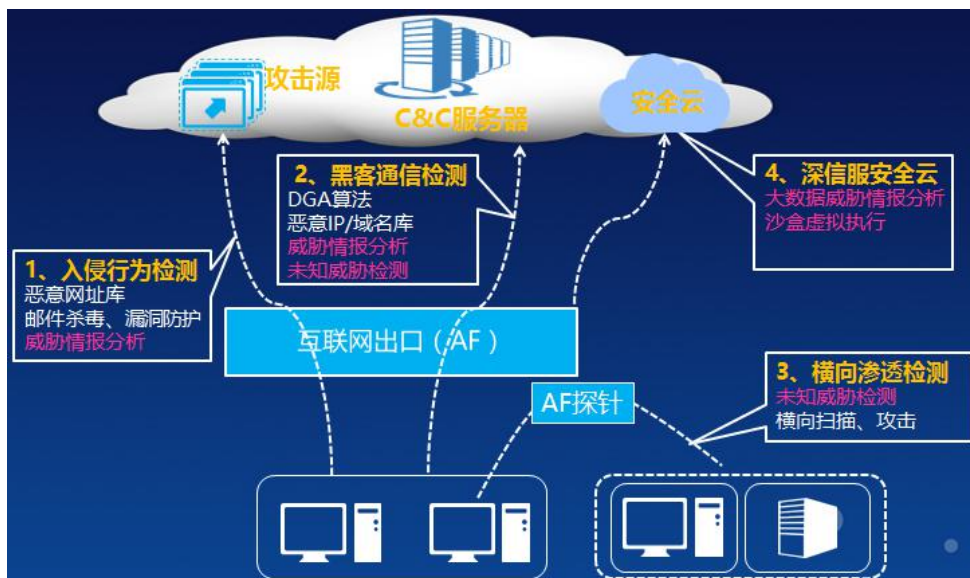 攻击源
C&C服务器
安全云
2、黑客通信检测
DGA算法
恶意IP/域名库
威胁情报分析
未知威胁检测
4、深信服安全云
大数据威胁情报分析
沙盒虚拟执行
1、入侵行为检测
恶意网址库
邮件杀毒、漏洞防护
威胁情报分析
互联网出口（AF）
AF探针
3、横向渗透检测
未知威胁检测
横向扫描、攻击